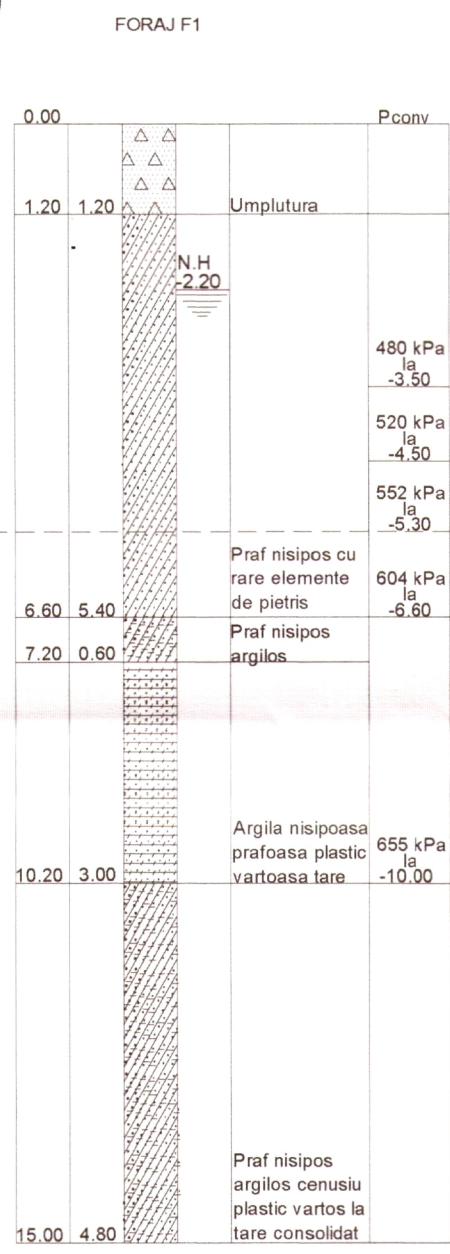 FORAJ F1
0.00 Pconv
1.20 1.20 Umplutura
N.H
-2.20
480 kPa
la
-3.50
520 kPa
la
-4.50
552 kPa
la
-5.30
Praf nisipos cu
rare elemente
de pietris
604 kPa
la
-6.60
6.60 5.40
Praf nisipos
argilos
7.20 0.60
Argila nisipoasa
prafoasa plastic
vartoasa tare
655 kPa
la
-10.00
10.20 3.00
Praf nisipos
argilos cenusiu
plastic vartos la
tare consolidat
15.00 4.80